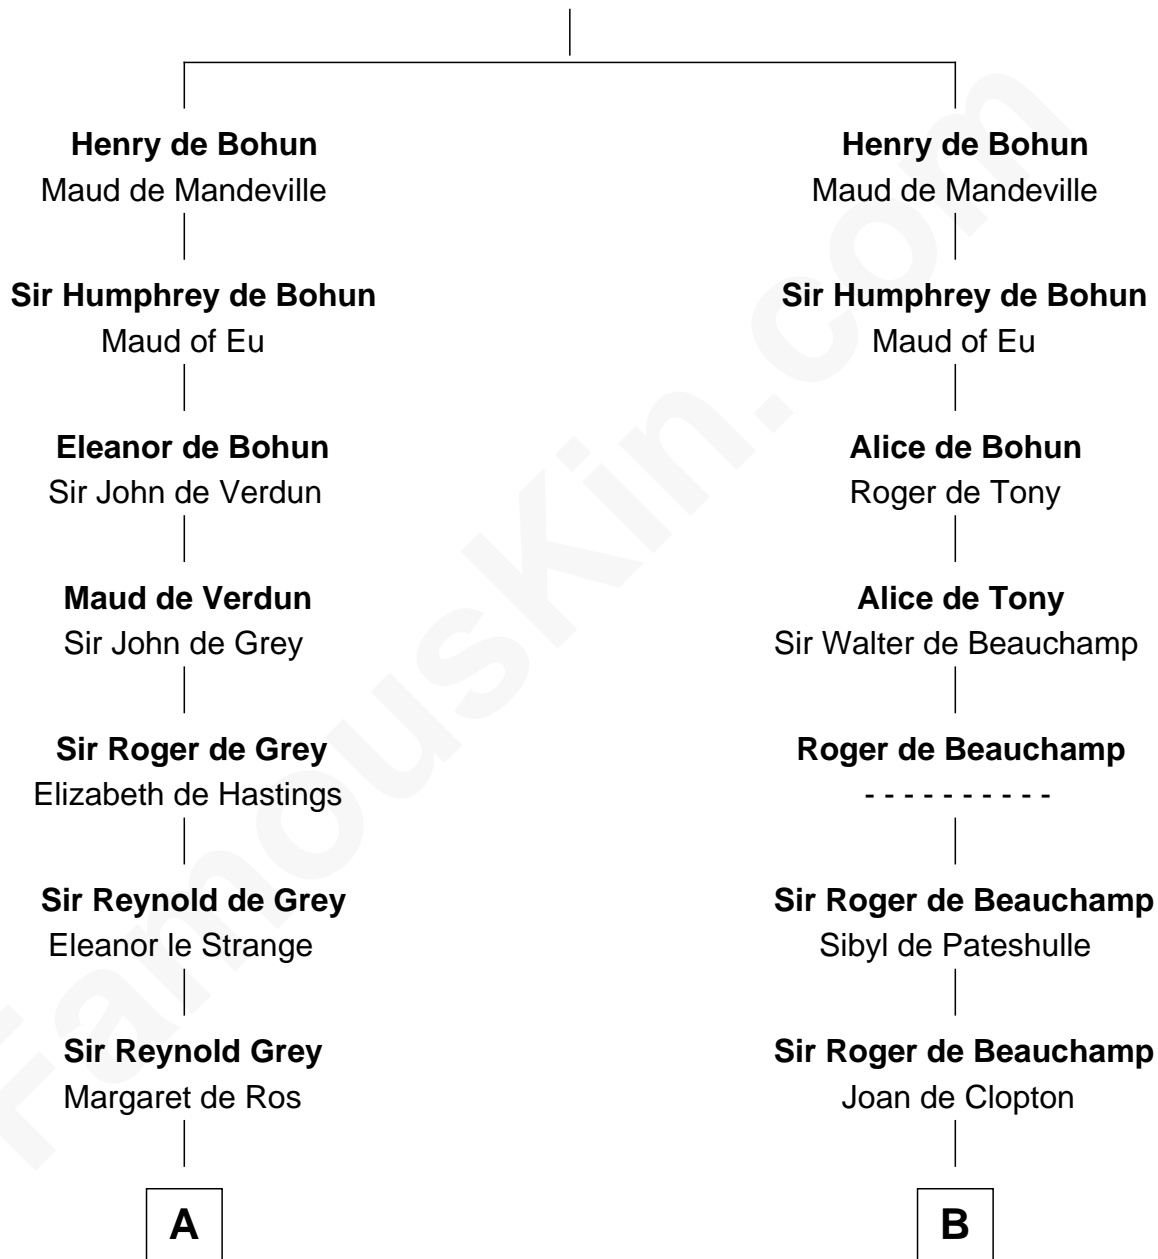 Henry de Bohun
Maud de Mandeville
Sir Humphrey de Bohun
Maud of Eu
Eleanor de Bohun
Sir John de Verdun
Maud de Verdun
Sir John de Grey
Sir Roger de Grey
Elizabeth de Hastings
Sir Reynold de Grey
Eleanor le Strange
Sir Reynold Grey
Margaret de Ros
A
Henry de Bohun
Maud de Mandeville
Sir Humphrey de Bohun
Maud of Eu
Alice de Bohun
Roger de Tony
Alice de Tony
Sir Walter de Beauchamp
Roger de Beauchamp
- - - - - - - - - -
Sir Roger de Beauchamp
Sibyl de Pateshulle
Sir Roger de Beauchamp
Joan de Clopton
B
FamousKin.com